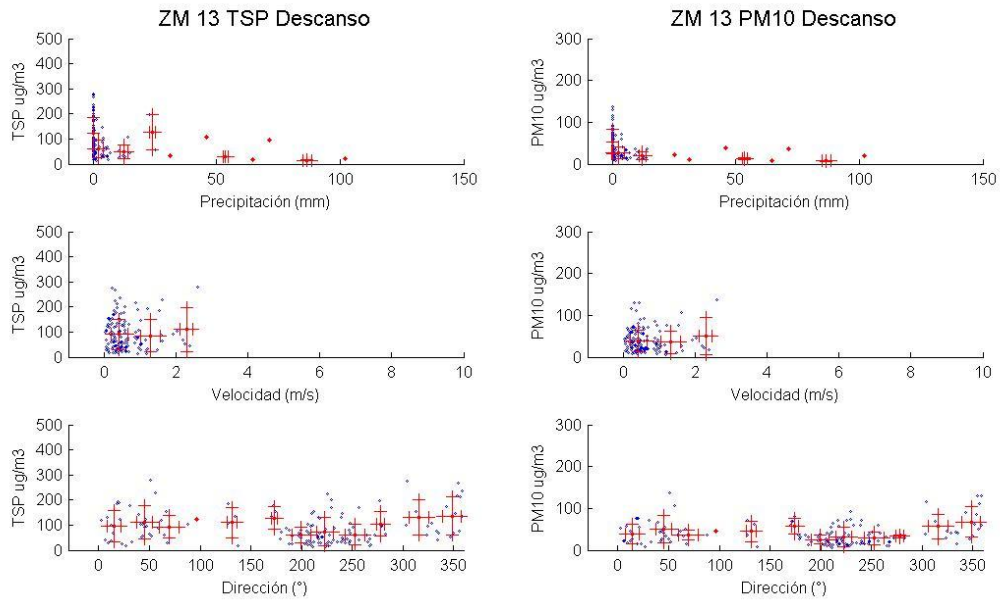 ZM 13 TSP Descanso
TSP ug/m3
500
400
300
200
100
0
0 50 100 150
Precipitación (mm)
ZM 13 PM10 Descanso
PM10 ug/m3
300
200
100
0
0 50 100 150
Precipitación (mm)
TSP ug/m3
500
400
300
200
100
0
0 2 4 6 8 10
Velocidad (m/s)
PM10 ug/m3
300
200
100
0
0 2 4 6 8 10
Velocidad (m/s)
TSP ug/m3
500
400
300
200
100
0
0 50 100 150 200 250 300 350
Dirección (°)
PM10 ug/m3
300
200
100
0
0 50 100 150 200 250 300 350
Dirección (°)